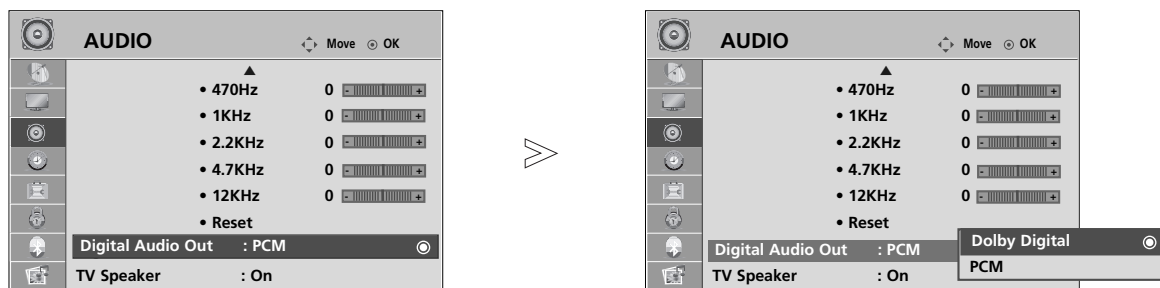 AUDIO
Move OK
• 470Hz 0 - +
• 1KHz 0 - +
• 2.2KHz 0 - +
• 4.7KHz 0 - +
• 12KHz 0 - +
• Reset
Digital Audio Out : PCM
TV Speaker : On
AUDIO
Move OK
• 470Hz 0 - +
• 1KHz 0 - +
• 2.2KHz 0 - +
• 4.7KHz 0 - +
• 12KHz 0 - +
• Reset
Digital Audio Out : PCM
TV Speaker : On
Dolby Digital
PCM